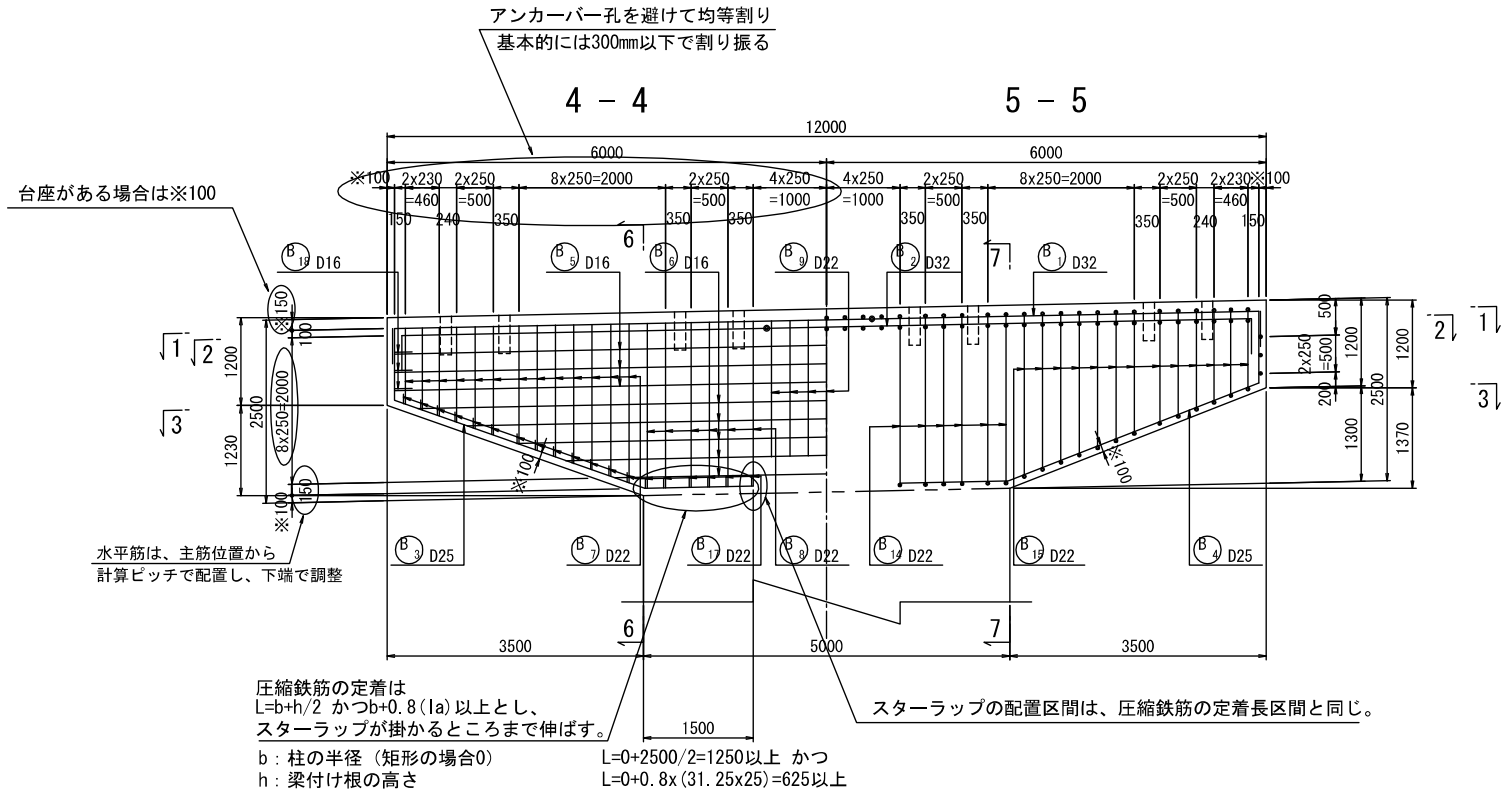 アンカーバー孔を避けて均等割り
基本的には300mm以下で割り振る
4 - 4
5 - 5
12000
6000
6000
※100
2x230
=460
2x250
=500
8x250=2000
2x250
=500
4x250
=1000
4x250
=1000
2x250
=500
8x250=2000
2x250
=500
2x230
=460
※100
150
240
350
350
350
350
350
350
240
150
台座がある場合は※100
6
7
B18 D16
B5 D16
B6 D16
B9 D22
B2 D32
B1 D32
※150
100
8x250=2000
150
※100
1200
2500
1230
1
2
3
500
2x250
=500
200
1200
1300
2500
1200
1370
2
1
3
※100
※100
水平筋は、主筋位置から
計算ピッチで配置し、下端で調整
B3 D25
B7 D22
B17 D22
B8 D22
B14 D22
B15 D22
B4 D25
6
7
3500
5000
3500
圧縮鉄筋の定着は
L=b+h/2 かつb+0.8(la)以上とし、
スターラップが掛かるところまで伸ばす。
1500
スターラップの配置区間は、圧縮鉄筋の定着長区間と同じ。
b：柱の半径（矩形の場合0）
L=0+2500/2=1250以上 かつ
h：梁付け根の高さ
L=0+0.8x(31.25x25)=625以上